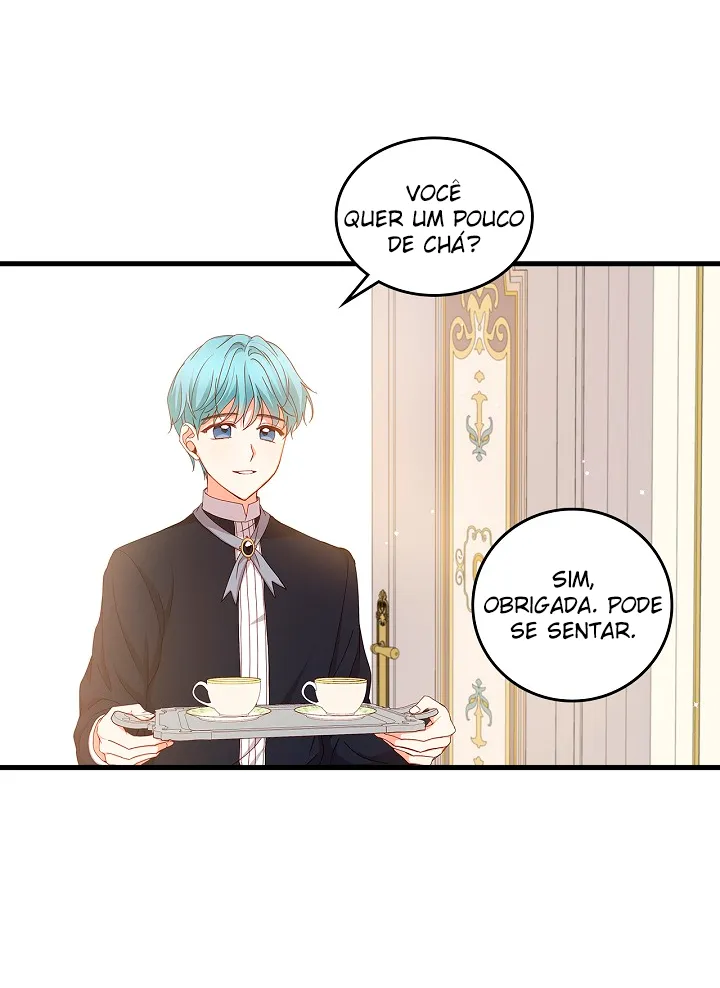 VOCÊ
QUER UM POUCO
DE CHÁ?
SIM,
OBRIGADA. PODE
SE SENTAR.